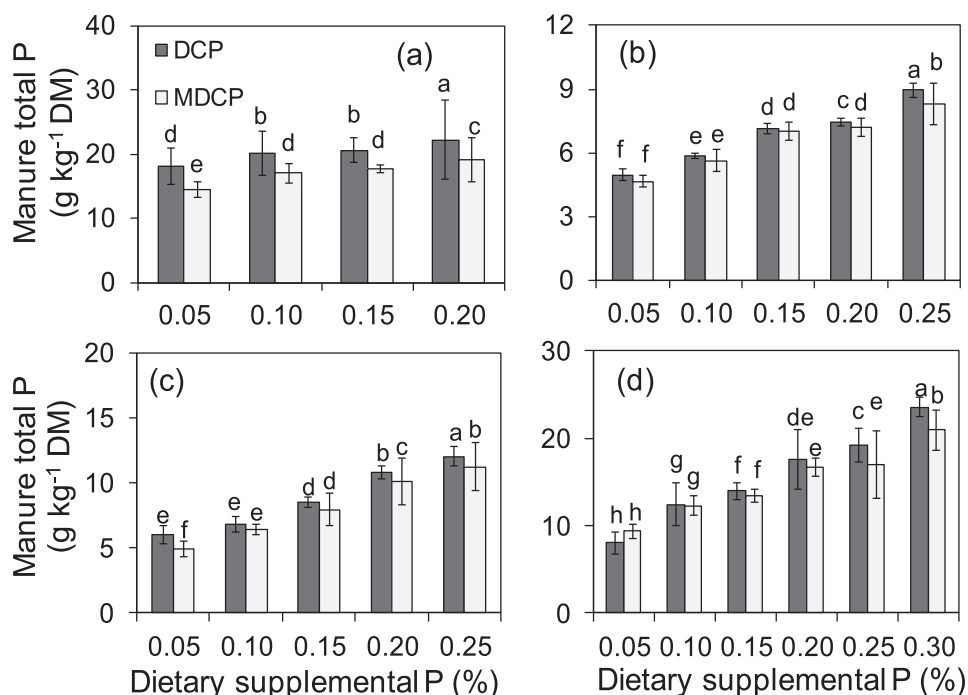 Manure total P
(g kg⁻¹ DM)
40
30
20
10
0
DCP
MDCP
(a)
d
e
b
d
b
d
a
c
0.05 0.10 0.15 0.20
12
9
6
3
0
(b)
f f e e d d c d a b
0.05 0.10 0.15 0.20 0.25
Manure total P
(g kg⁻¹ DM)
20
15
10
5
0
(c)
e f e e d d b c a b
0.05 0.10 0.15 0.20 0.25
Dietary supplemental P (%)
30
20
10
0
(d)
h h g g f f de e c e a b
0.05 0.10 0.15 0.20 0.25 0.30
Dietary supplemental P (%)